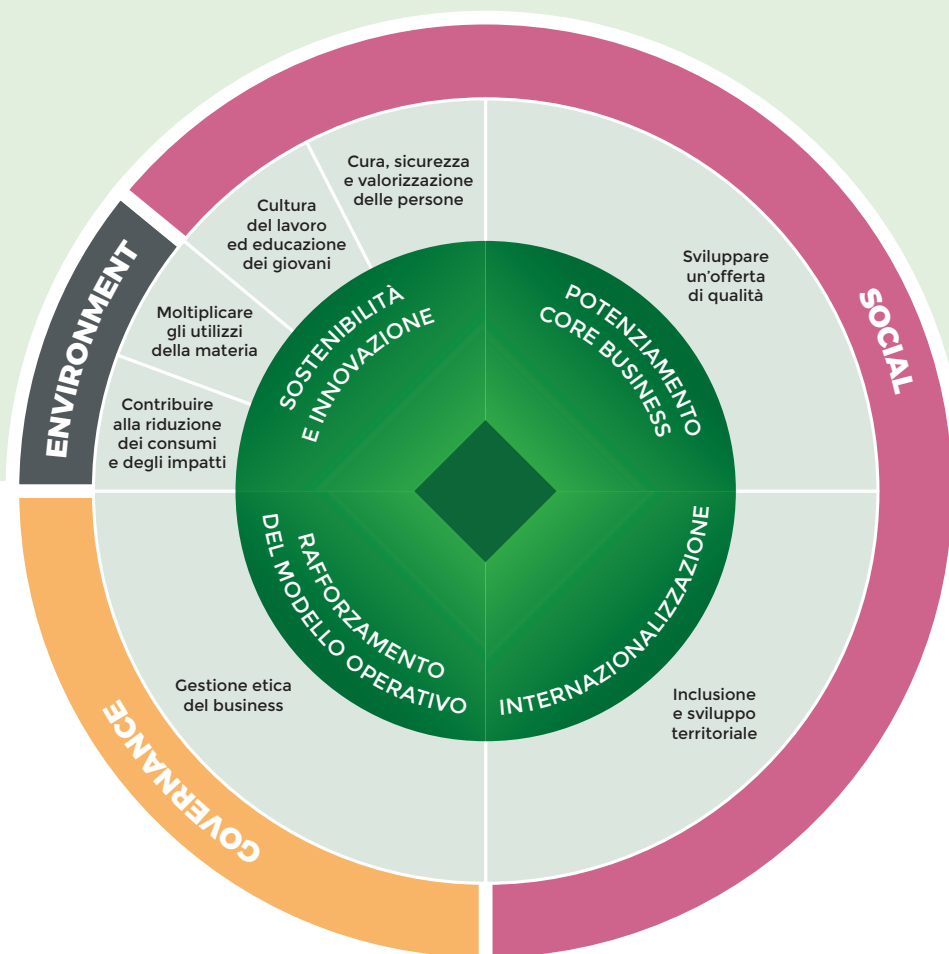 Cura, sicurezza
e valorizzazione
delle persone
Cultura
del lavoro
ed educazione
dei giovani
Moltiplicare
gli utilizzi
della materia
Contribuire
alla riduzione
dei consumi
e degli impatti
Sviluppare
un’offerta
di qualità
Inclusione
e sviluppo
territoriale
Gestione etica
del business
SOSTENIBILITÀ
E INNOVAZIONE
POTENZIAMENTO
CORE BUSINESS
INTERNAZIONALIZZAZIONE
RAFFORZAMENTO
DEL MODELLO OPERATIVO
ENVIRONMENT
SOCIAL
GOVERNANCE